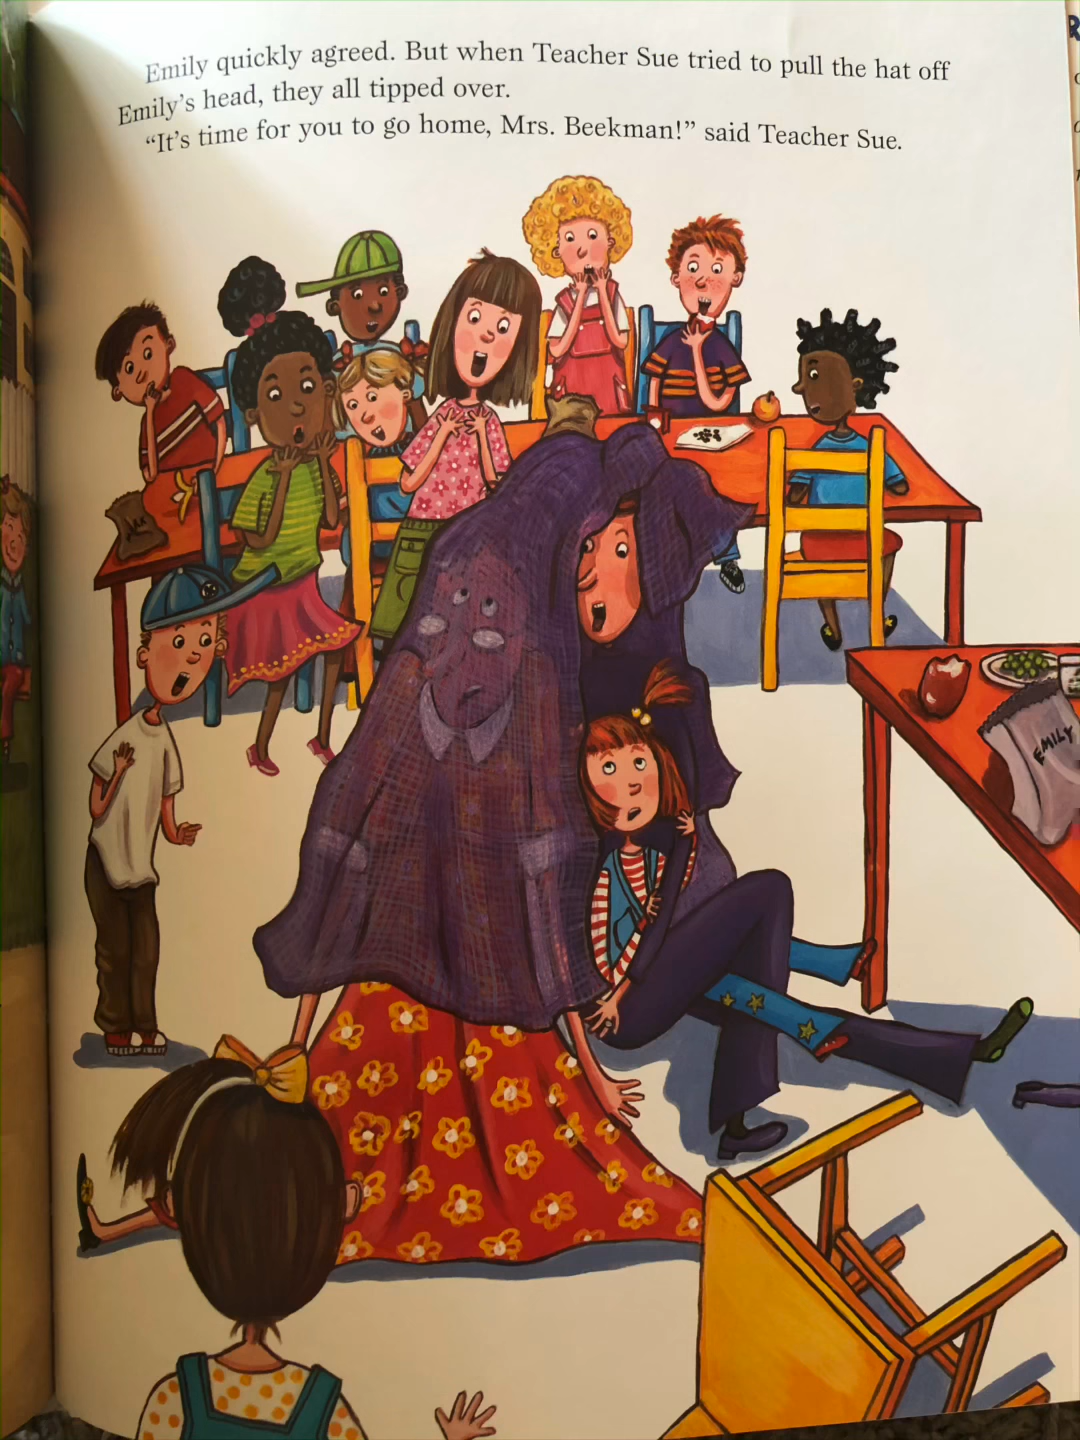 Emily quickly agreed. But when Teacher Sue tried to pull the hat off
Emily's head, they all tipped over.
“It's time for you to go home, Mrs. Beekman!” said Teacher Sue.
EMILY